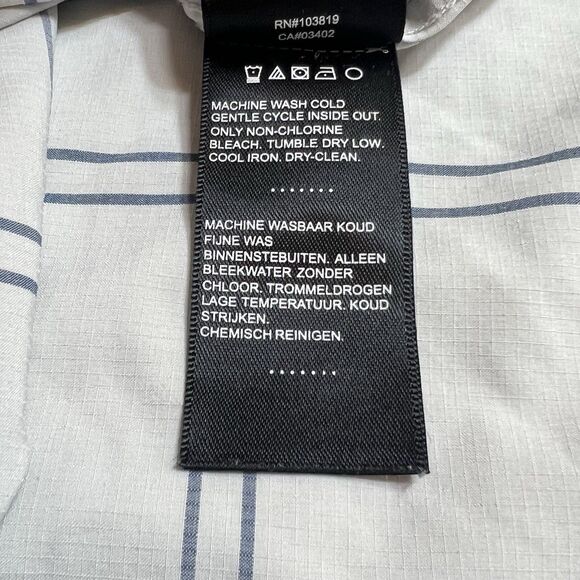 RN#103819
CA#03402
MACHINE WASH COLD
GENTLE CYCLE INSIDE OUT.
ONLY NON-CHLORINE
BLEACH. TUMBLE DRY LOW.
COOL IRON. DRY-CLEAN.
MACHINE WASBAAR KOUD
FIJNE WAS
BINNENSTEBUITEN. ALLEEN
BLEEKWATER ZONDER
CHLOOR. TROMMELDROGEN
LAGE TEMPERATUUR. KOUD
STRIJKEN.
CHEMISCH REINIGEN.